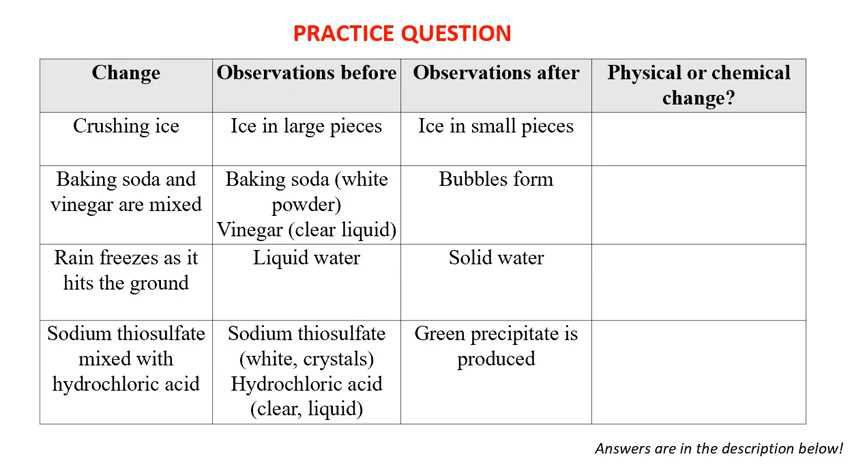 PRACTICE QUESTION
Change
Observations before
Observations after
Physical or chemical
change?
Crushing ice
Ice in large pieces
Ice in small pieces
Baking soda and
vinegar are mixed
Baking soda (white
powder)
Vinegar (clear liquid)
Bubbles form
Rain freezes as it
hits the ground
Liquid water
Solid water
Sodium thiosulfate
mixed with
hydrochloric acid
Sodium thiosulfate
(white, crystals)
Hydrochloric acid
(clear, liquid)
Green precipitate is
produced
Answers are in the description below!